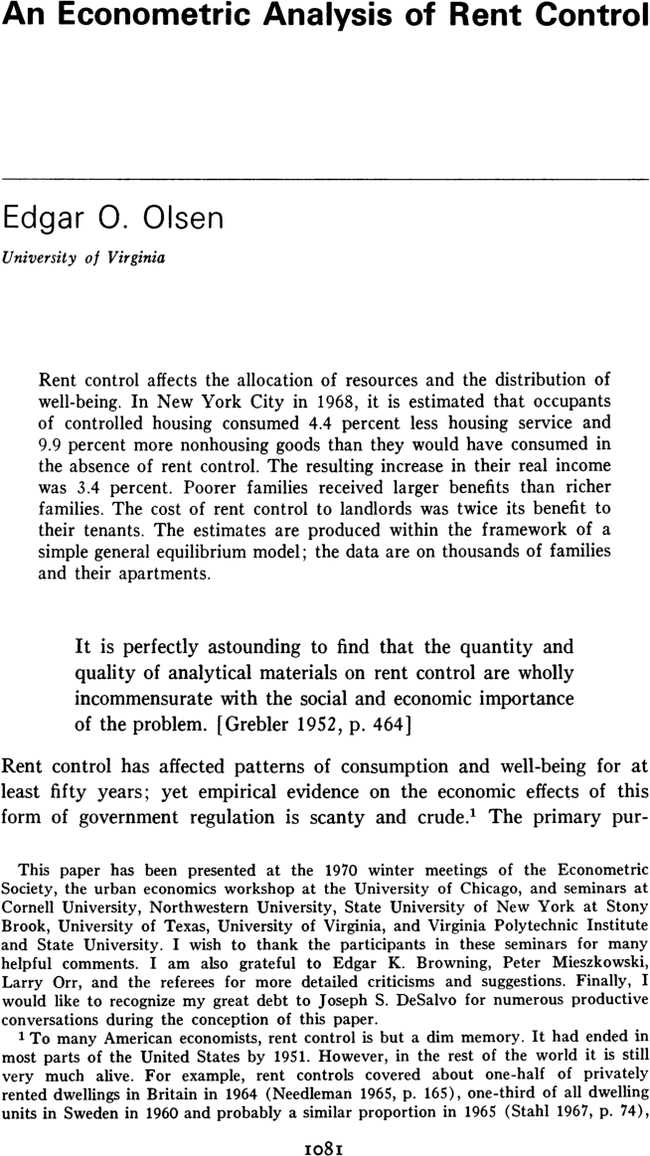 An Econometric Analysis of Rent Control
Edgar O. Olsen
University of Virginia
Rent control affects the allocation of resources and the distribution of
well-being. In New York City in 1968, it is estimated that occupants
of controlled housing consumed 4.4 percent less housing service and
9.9 percent more nonhousing goods than they would have consumed in
the absence of rent control. The resulting increase in their real income
was 3.4 percent. Poorer families received larger benefits than richer
families. The cost of rent control to landlords was twice its benefit to
their tenants. The estimates are produced within the framework of a
simple general equilibrium model; the data are on thousands of families
and their apartments.
It is perfectly astounding to find that the quantity and
quality of analytical materials on rent control are wholly
incommensurate with the social and economic importance
of the problem. [Grebler 1952, p. 464]
Rent control has affected patterns of consumption and well-being for at
least fifty years; yet empirical evidence on the economic effects of this
form of government regulation is scanty and crude.¹ The primary pur-
This paper has been presented at the 1970 winter meetings of the Econometric
Society, the urban economics workshop at the University of Chicago, and seminars at
Cornell University, Northwestern University, State University of New York at Stony
Brook, University of Texas, University of Virginia, and Virginia Polytechnic Institute
and State University. I wish to thank the participants in these seminars for many
helpful comments. I am also grateful to Edgar K. Browning, Peter Mieszkowski,
Larry Orr, and the referees for more detailed criticisms and suggestions. Finally, I
would like to recognize my great debt to Joseph S. DeSalvo for numerous productive
conversations during the conception of this paper.
¹ To many American economists, rent control is but a dim memory. It had ended in
most parts of the United States by 1951. However, in the rest of the world it is still
very much alive. For example, rent controls covered about one-half of privately
rented dwellings in Britain in 1964 (Needleman 1965, p. 165), one-third of all dwelling
units in Sweden in 1960 and probably a similar proportion in 1965 (Stahl 1967, p. 74),
1081